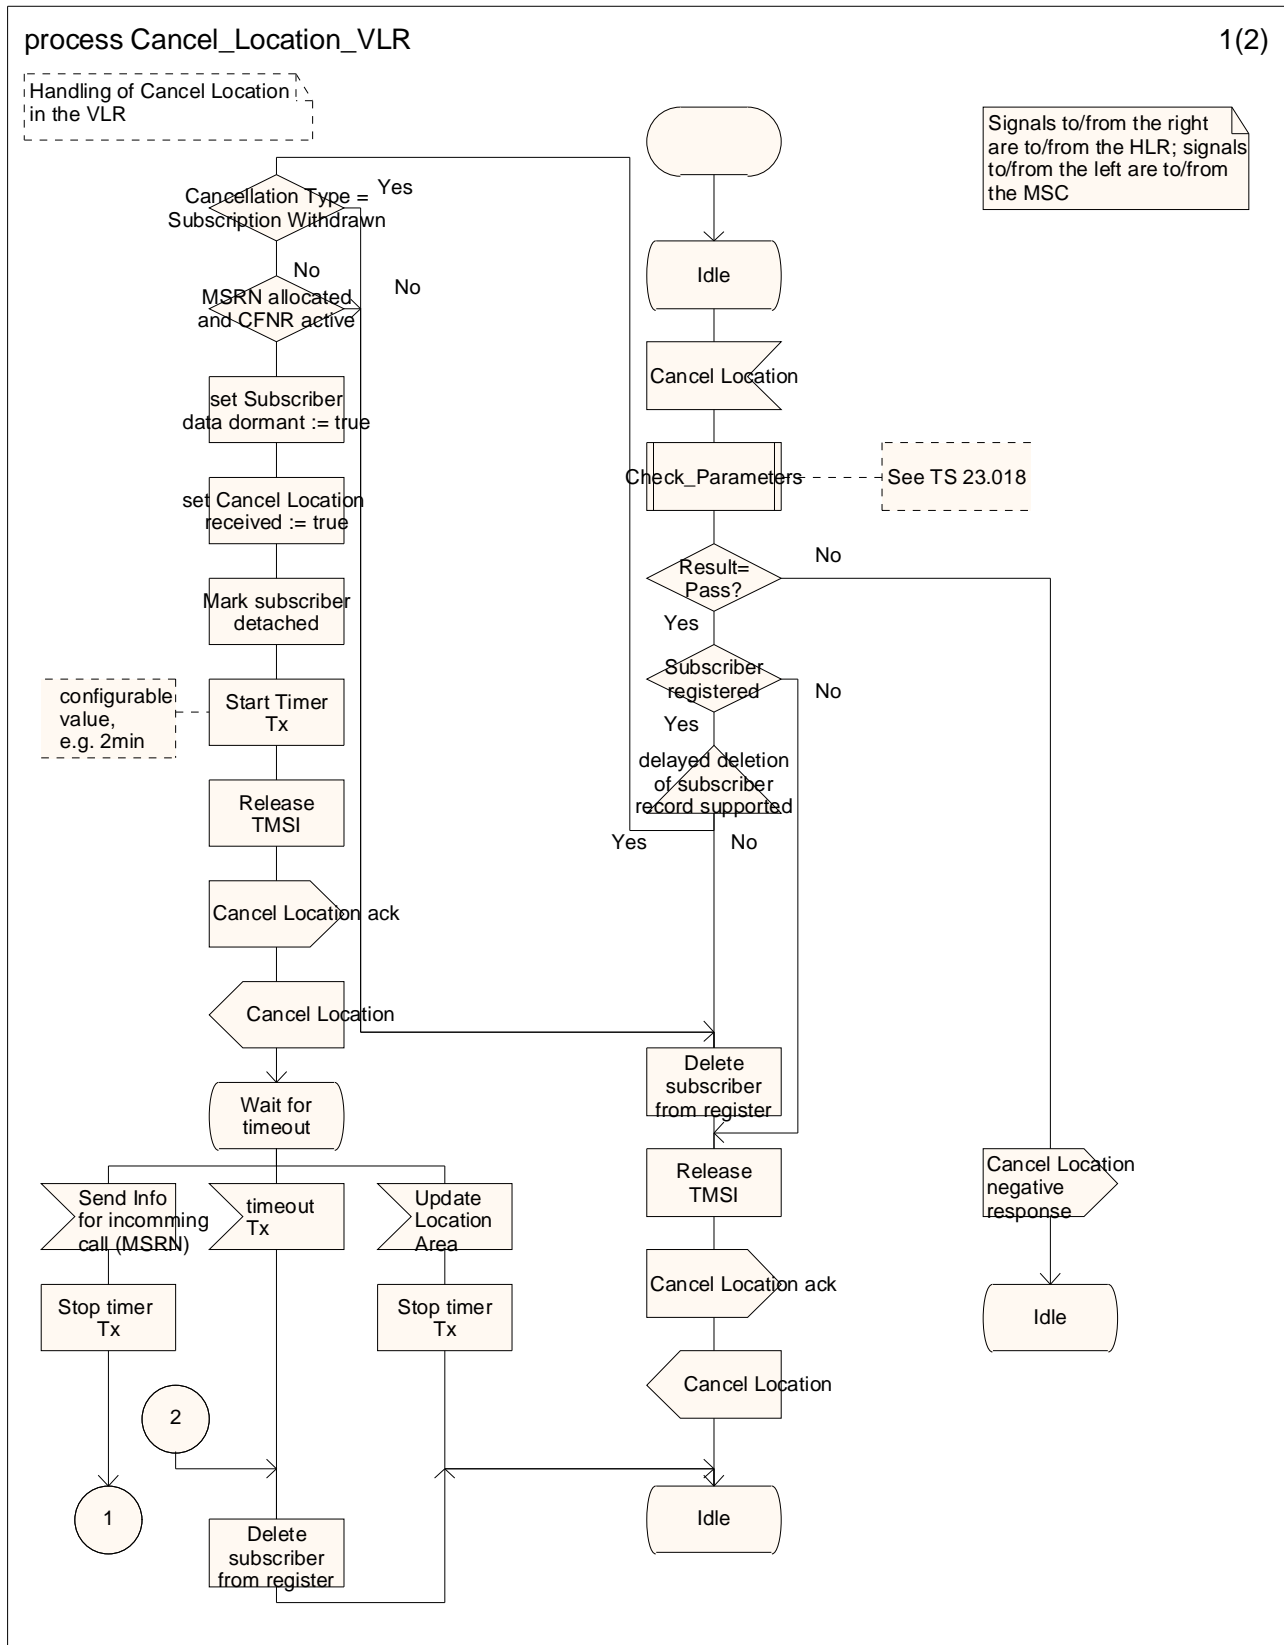 process Cancel_Location_VLR
1(2)
Handling of Cancel Location
in the VLR
Signals to/from the right
are to/from the HLR; signals
to/from the left are to/from
the MSC
Cancellation Type =
Subscription Withdrawn
Yes
No
MSRN allocated
and CFNR active
No
set Subscriber
data dormant := true
set Cancel Location
received := true
Mark subscriber
detached
configurable
value,
e.g. 2min
Start Timer
Tx
Release
TMSI
Cancel Location ack
Cancel Location
Wait for
timeout
Send Info
for incomming
call (MSRN)
timeout
Tx
Update
Location
Area
Stop timer
Tx
Stop timer
Tx
2
1
Delete
subscriber
from register
Idle
Cancel Location
Check_Parameters
See TS 23.018
Result=
Pass?
No
Yes
Subscriber
registered
No
Yes
delayed deletion
of subscriber
record supported
Yes
No
Delete
subscriber
from register
Release
TMSI
Cancel Location ack
Cancel Location
Idle
Cancel Location
negative
response
Idle